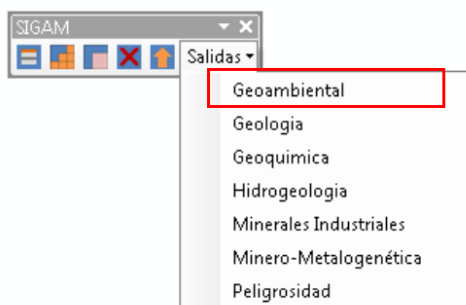 SIGAM
Salidas
Geoambiental
Geologia
Geoquimica
Hidrogeologia
Minerales Industriales
Minero-Metalogenética
Peligrosidad